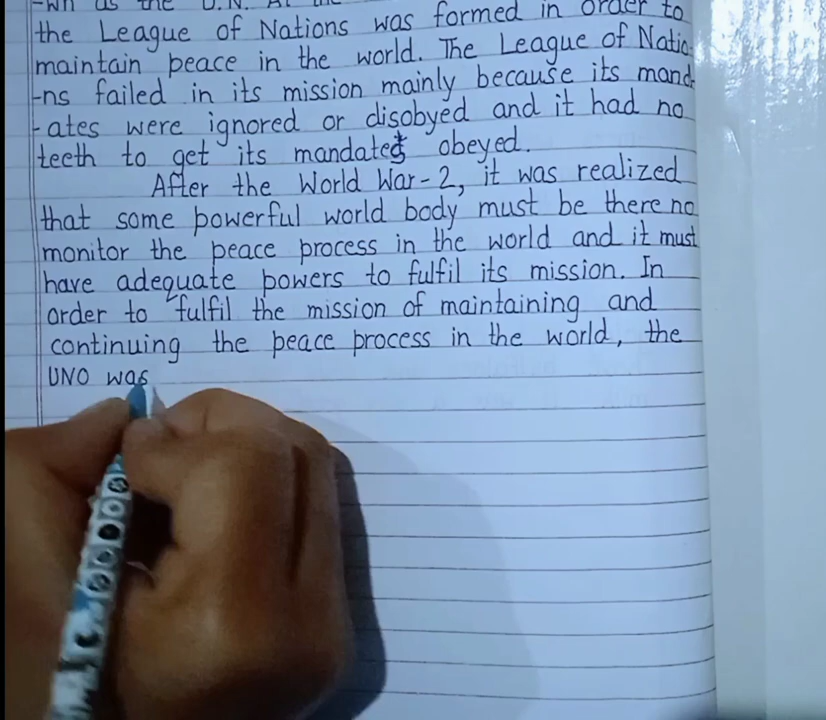 -wn as the U.N. At the
the League of Nations was formed in order to
maintain peace in the world. The League of Natio-
-ns failed in its mission mainly because its mand-
-ates were ignored or disobyed and it had no
teeth to get its mandates obeyed.
After the World War-2, it was realized
that some powerful world body must be there no
monitor the peace process in the world and it must
have adequate powers to fulfil its mission. In
order to fulfil the mission of maintaining and
continuing the peace process in the world, the
UNO was